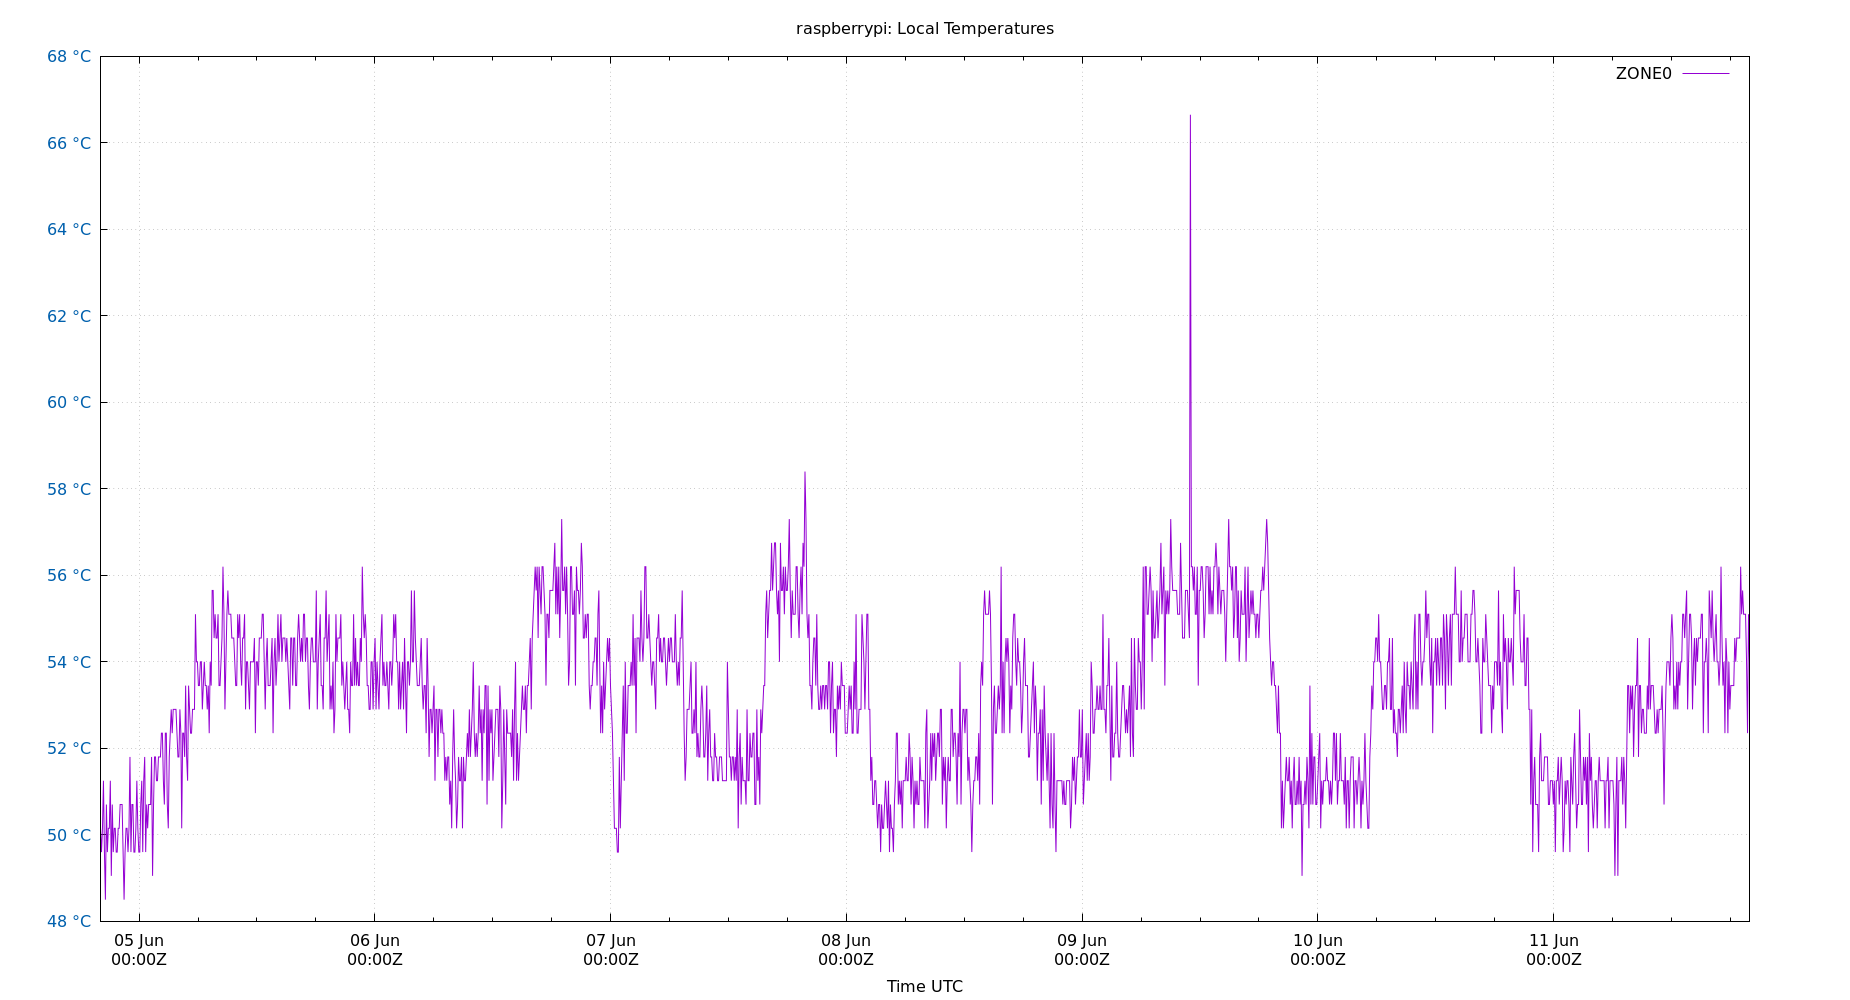 raspberrypi: Local Temperatures
68 °C
ZONE0
66 °C
64 °C
62 °C
60 °C
58 °C
56 °C
54 °C
52 °C
50 °C
48 °C
05 Jun 06 Jun 07 Jun 08 Jun 09 Jun 10 Jun 11 Jun
00:00Z 00:00Z 00:00Z 00:00Z 00:00Z 00:00Z 00:00Z
Time UTC